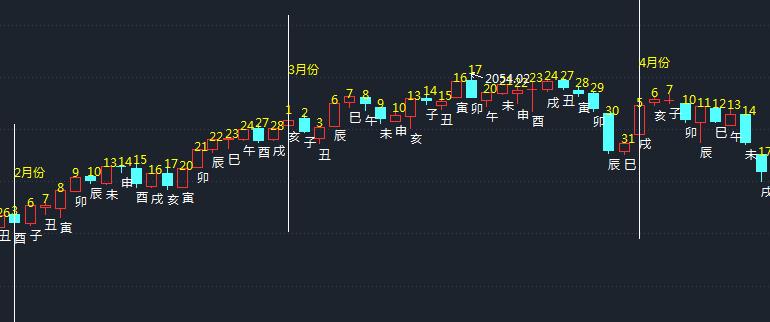 2月份
3月份
4月份
2054.02
3 6 7 8 9 10 13 14 15 16 17 20 21 22 23 24 27 28
1 2 3 6 7 8 9 10 13 14 15 16 17 20 22 23 24 27 28 29 30 31
5 6 7 10 11 12 13 14 17
丑 酉 子 丑 寅 卯 辰 未 申 酉 戌 亥 寅 卯 辰 巳 午 酉 戌
亥 子 丑 辰 巳 午 未 申 亥 子 丑 寅 卯 午 未 申 酉 戌 丑 寅 卯 辰 巳
戌 亥 子 卯 辰 巳 午 未 戌